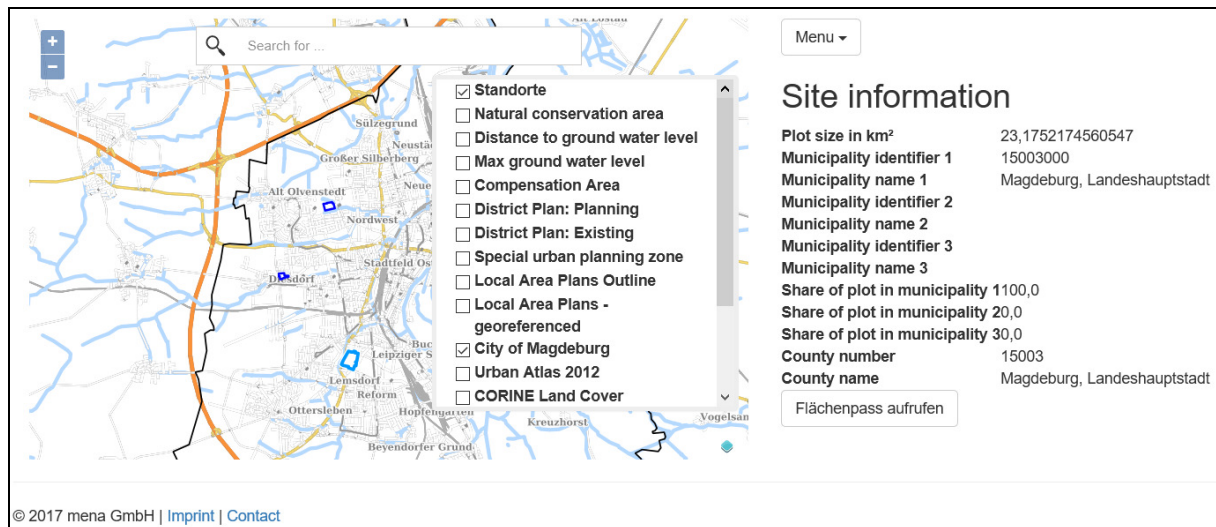 Alt Lostau
+
Search for ...
Menu
−
Standorte
Site information
Natural conservation area
Sülzegrund
Distance to ground water level
Plot size in km² 23,1752174560547
Großer Silberberg
Max ground water level
Municipality identifier 1 15003000
Compensation Area
Municipality name 1 Magdeburg, Landeshauptstadt
Alt Olvenstedt
Neue
District Plan: Planning
Municipality identifier 2
Nordwest
District Plan: Existing
Municipality name 2
Special urban planning zone
Municipality identifier 3
Stadtfeld Os
Local Area Plans Outline
Municipality name 3
Diesdorf
Local Area Plans -
georeferenced
Share of plot in municipality 1 100,0
Share of plot in municipality 2 0,0
Leipziger S
City of Magdeburg
Share of plot in municipality 3 0,0
Urban Atlas 2012
County number 15003
Lemsdorf
CORINE Land Cover
County name Magdeburg, Landeshauptstadt
Reform
Ottersleben
Hopfengarten
Kreuzhorst
Vogelsan
Flächenpass aufrufen
Beyendorfer Grund
© 2017 mena GmbH | Imprint | Contact